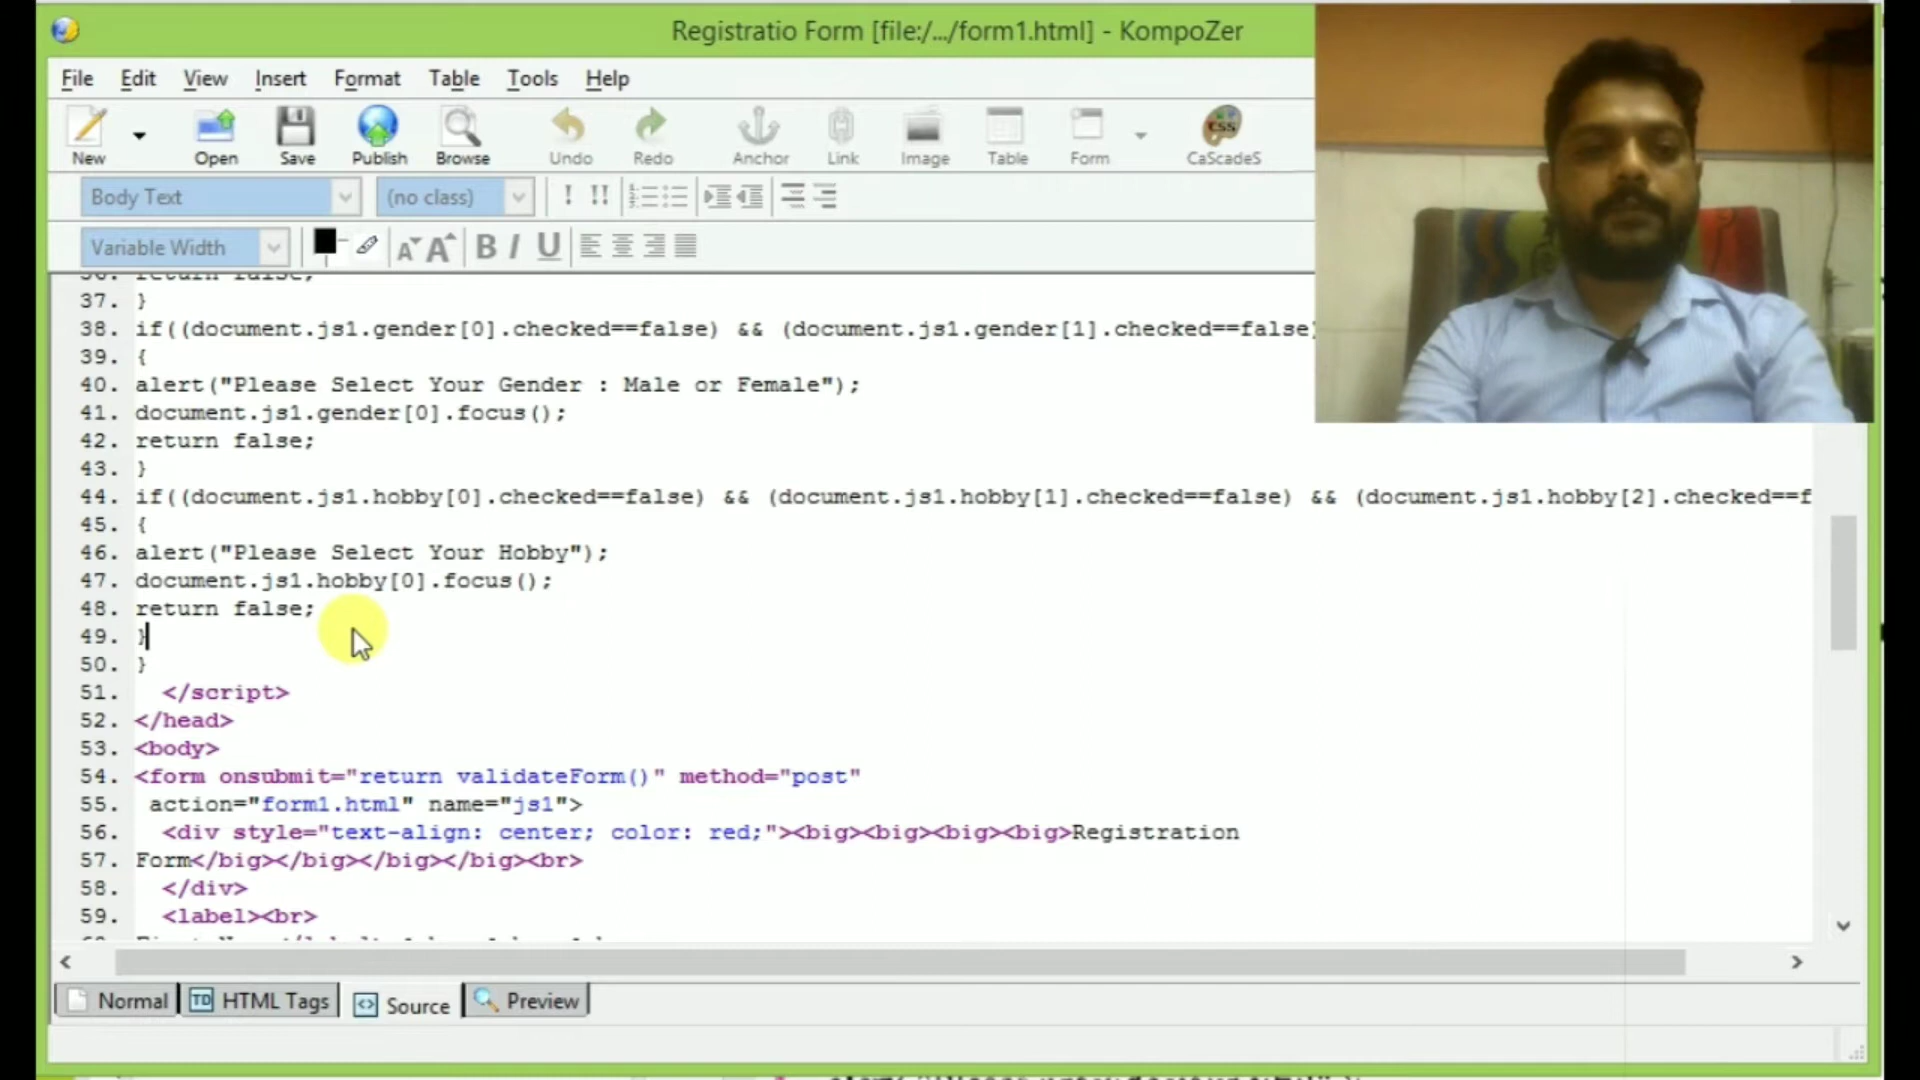 Registratio Form [file:/.../form1.html] - KompoZer
File Edit View Insert Format Table Tools Help
New Open Save Publish Browse Undo Redo Anchor Link Image Table Form CaScadeS
CSS
Body Text (no class) ! !!
Variable Width A A B I U
36. return false;
37. }
38. if((document.js1.gender[0].checked==false) && (document.js1.gender[1].checked==false)
39. {
40. alert("Please Select Your Gender : Male or Female");
41. document.js1.gender[0].focus();
42. return false;
43. }
44. if((document.js1.hobby[0].checked==false) && (document.js1.hobby[1].checked==false) && (document.js1.hobby[2].checked==f
45. {
46. alert("Please Select Your Hobby");
47. document.js1.hobby[0].focus();
48. return false;
49. }
50. }
51. </script>
52. </head>
53. <body>
54. <form onsubmit="return validateForm()" method="post"
55. action="form1.html" name="js1">
56. <div style="text-align: center; color: red;"><big><big><big><big>Registration
57. Form</big></big></big></big><br>
58. </div>
59. <label><br>
Normal TD HTML Tags <> Source Preview